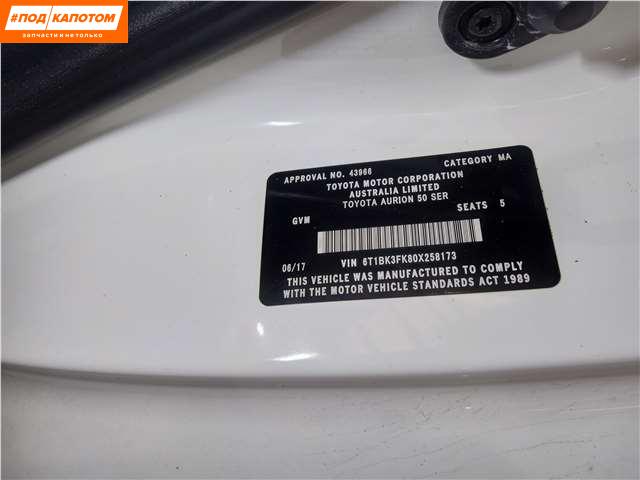 #ПОД КАПОТОМ
ЗАПЧАСТИ И НЕ ТОЛЬКО
APPROVAL NO. 43966 CATEGORY MA
TOYOTA MOTOR CORPORATION
AUSTRALIA LIMITED
TOYOTA AURION 50 SER
GVM SEATS 5
06/17 VIN 6T1BK3FK80X258173
THIS VEHICLE WAS MANUFACTURED TO COMPLY
WITH THE MOTOR VEHICLE STANDARDS ACT 1989